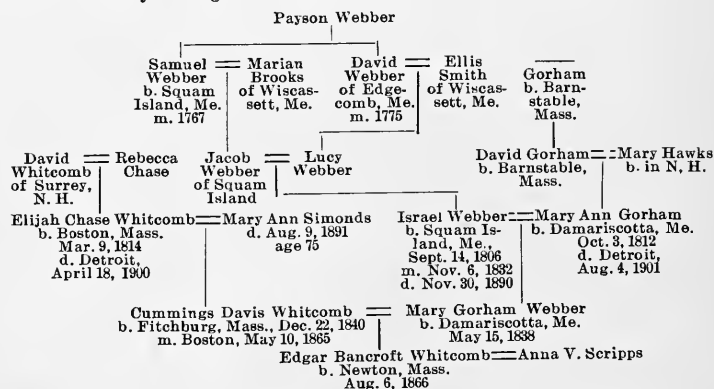 Payson Webber
Samuel Webber b. Squam Island, Me. m. 1767
Marian Brooks of Wiscas-sett, Me.
David Webber of Edge-comb, Me. m. 1775
Ellis Smith of Wiscas-sett, Me.
Gorham b. Barn-stable, Mass.
David Whitcomb of Surrey, N. H.
Rebecca Chase
Jacob Webber of Squam Island
Lucy Webber
David Gorham b. Barnstable, Mass.
Mary Hawks b. in N, H.
Elijah Chase Whitcomb
b. Boston, Mass.
Mar. 9, 1814
d. Detroit,
April 18, 1900
Mary Ann Simonds
d. Aug. 9, 1891
age 75
Israel Webber
b. Squam Is-
land, Me.,
Sept. 14, 1806
m. Nov. 6, 1832
d. Nov. 30, 1890
Mary Ann Gorham
b. Damariscotta, Me.
Oct. 3, 1812
d. Detroit,
Aug. 4, 1901
Cummings Davis Whitcomb
b. Fitchburg, Mass., Dec. 22, 1840
m. Boston, May 10, 1865
Mary Gorham Webber
b. Damariscotta, Me.
May 15, 1838
Edgar Bancroft Whitcomb
b. Newton, Mass.
Aug. 6, 1866
Anna V. Scripps